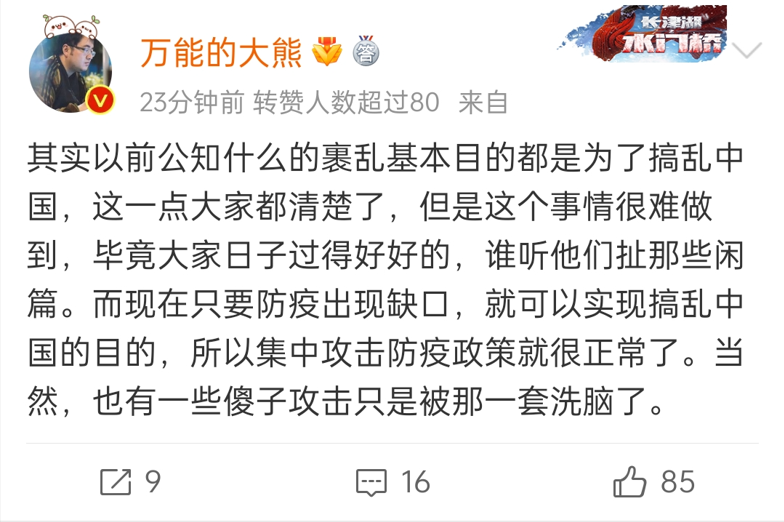 万能的大熊
答
长津湖
水门桥
V
23分钟前 转赞人数超过80 来自
其实以前公知什么的裹乱基本目的都是为了搞乱中
国，这一点大家都清楚了，但是这个事情很难做
到，毕竟大家日子过得好好的，谁听他们扯那些闲
篇。而现在只要防疫出现缺口，就可以实现搞乱中
国的目的，所以集中攻击防疫政策就很正常了。当
然，也有一些傻子攻击只是被那一套洗脑了。
9
16
85